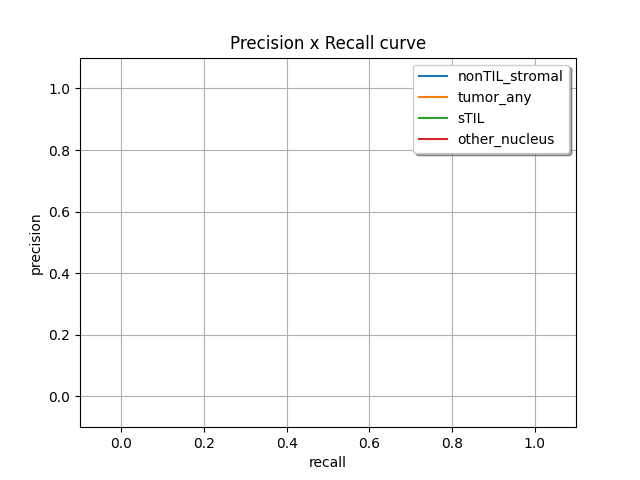 Precision x Recall curve
nonTIL_stromal
tumor_any
sTIL
other_nucleus
precision
1.0
0.8
0.6
0.4
0.2
0.0
0.0 0.2 0.4 0.6 0.8 1.0
recall